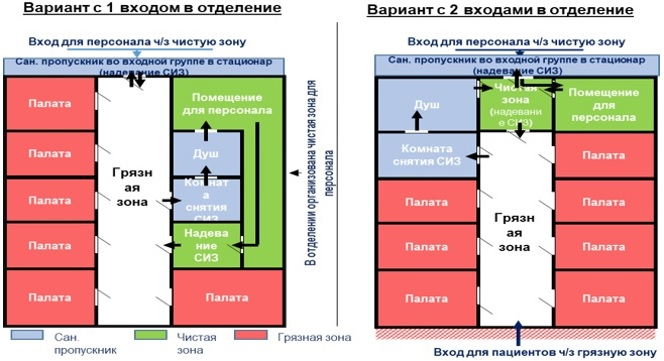 Вариант с 1 входом в отделение
Вход для персонала ч/з чистую зону
Сан. пропускник во входной группе в стационар
(надевание СИЗ)
Палата
Палата
Палата
Палата
Палата
Грязн
ая
зона
Помещение
для персонала
Душ
Комнат
а
снятия
СИЗ
Надева
ние
СИЗ
Палата
В отделении организована чистая зона для
персонала
Сан.
пропускник
Чистая
зона
Грязная зона
Вариант с 2 входами в отделение
Вход для персонала ч/з чистую зону
Сан. пропускник во входной группе в стационар
(надевание СИЗ)
Душ
Чистая
зона
(надевани
е СИЗ)
Помещение
для
персонала
Комната
снятия СИЗ
Палата
Палата
Палата
Палата
Грязн
ая
зона
Палата
Палата
Палата
Вход для пациентов ч/з грязную зону